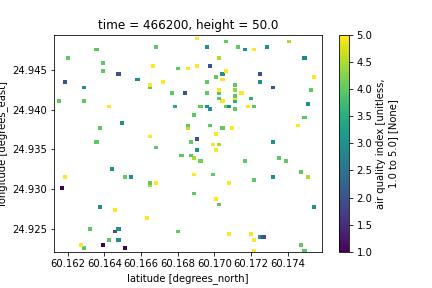 time = 466200, height = 50.0
24.945
24.940
24.935
24.930
24.925
longitude [degrees_east]
60.162 60.164 60.166 60.168 60.170 60.172 60.174
latitude [degrees_north]
5.0
4.5
4.0
3.5
3.0
2.5
2.0
1.5
1.0
air quality index [unitless,
1.0 to 5.0] [None]